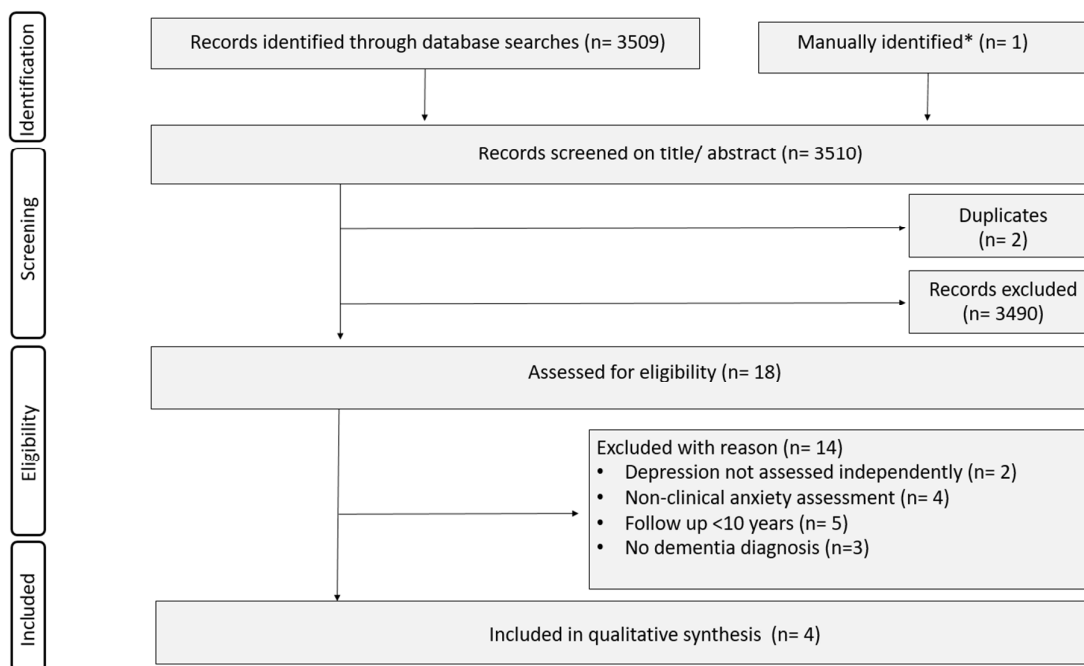 Identification
Records identified through database searches (n= 3509)
Manually identified* (n= 1)
Screening
Records screened on title/ abstract (n= 3510)
Duplicates
(n= 2)
Records excluded
(n= 3490)
Eligibility
Assessed for eligibility (n= 18)
Excluded with reason (n= 14)
• Depression not assessed independently (n= 2)
• Non-clinical anxiety assessment (n= 4)
• Follow up <10 years (n= 5)
• No dementia diagnosis (n=3)
Included
Included in qualitative synthesis (n= 4)